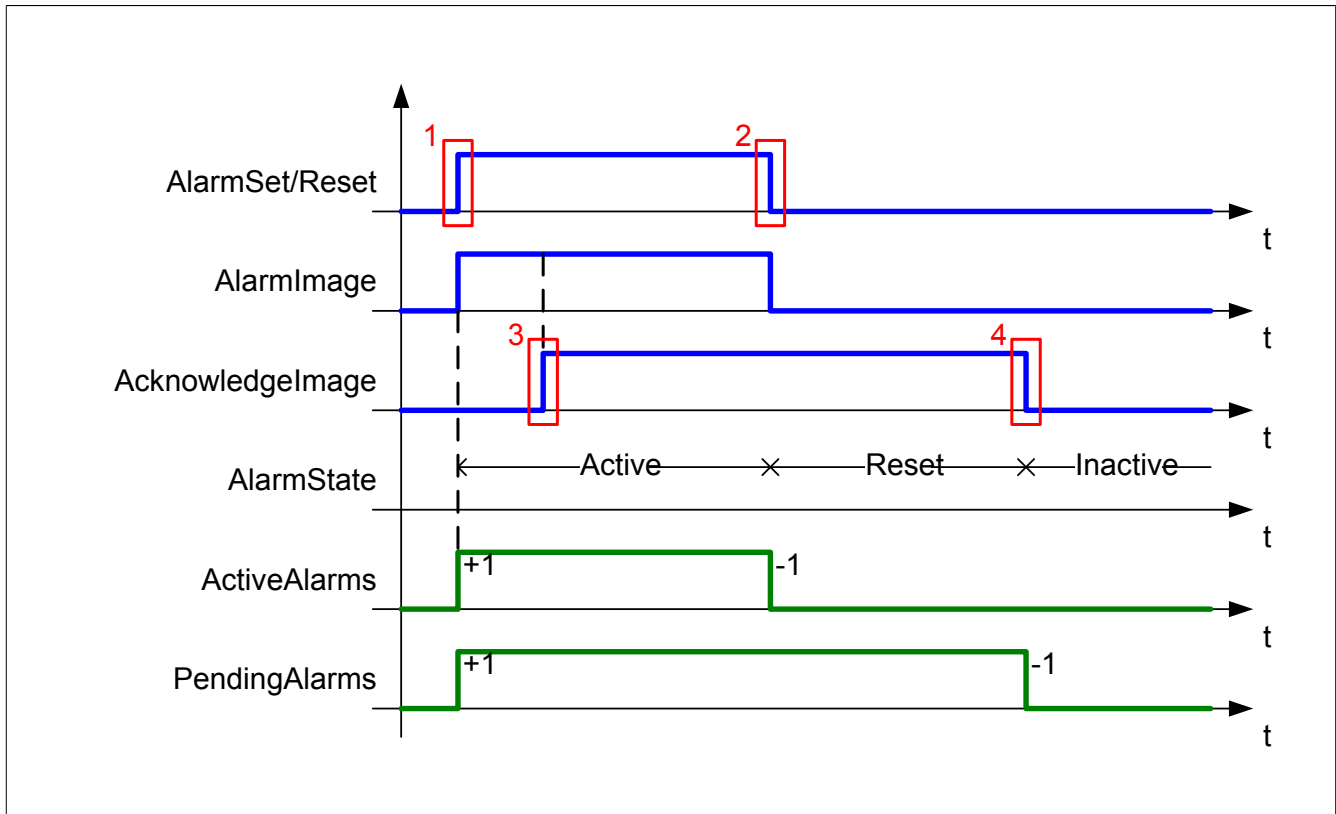 1 2
AlarmSet/Reset
t
AlarmImage
t
3 4
AcknowledgeImage
t
Active Reset Inactive
AlarmState
t
+1 -1
ActiveAlarms
t
+1 -1
PendingAlarms
t